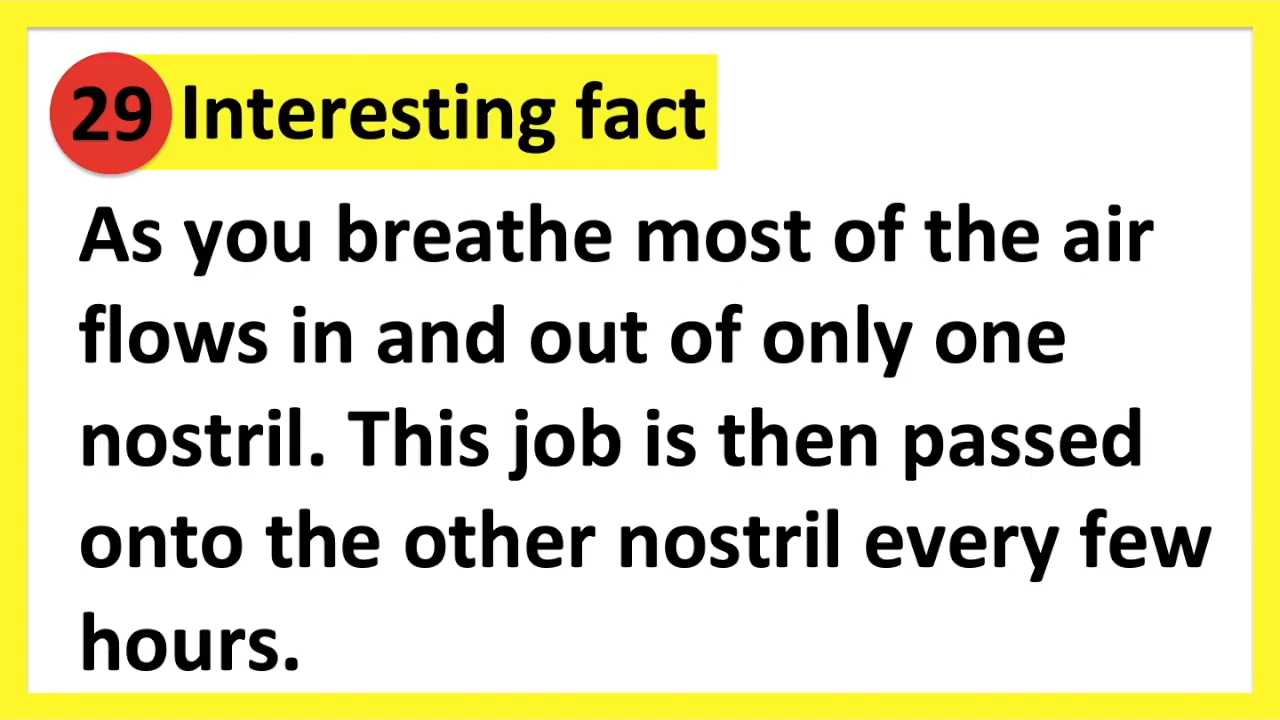 29 Interesting fact
As you breathe most of the air
flows in and out of only one
nostril. This job is then passed
onto the other nostril every few
hours.